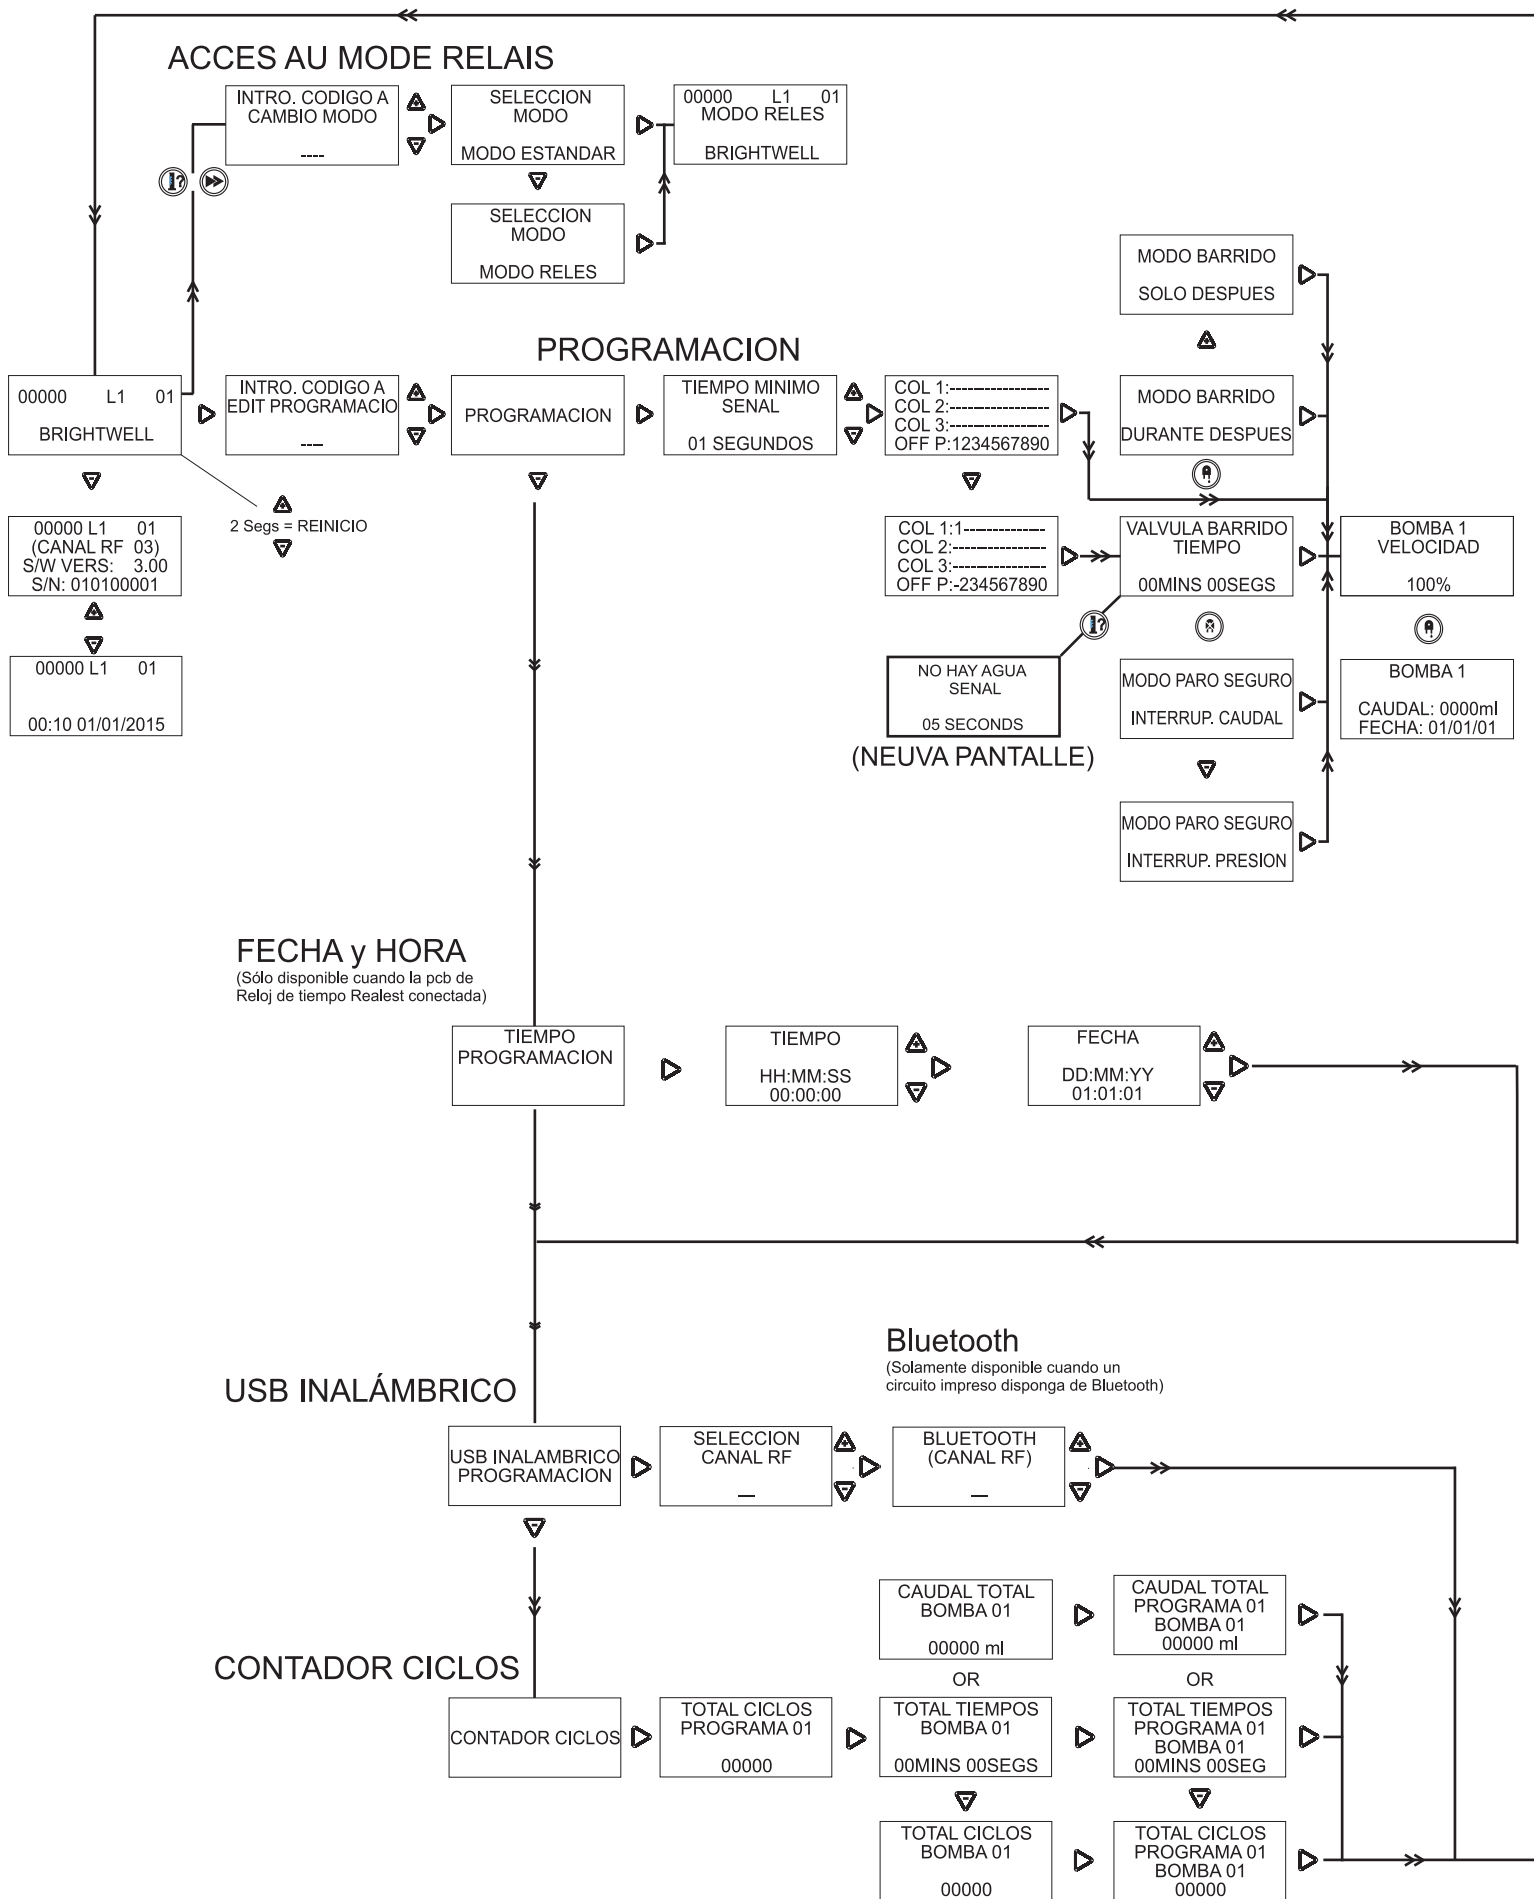 ACCES AU MODE RELAIS
INTRO. CODIGO A
CAMBIO MODO
----
SELECCION
MODO
MODO ESTANDAR
00000 L1 01
MODO RELES
BRIGHTWELL
SELECCION
MODO
MODO RELES
MODO BARRIDO
SOLO DESPUES
PROGRAMACION
00000 L1 01
BRIGHTWELL
INTRO. CODIGO A
EDIT PROGRAMACIO
----
PROGRAMACION
TIEMPO MINIMO
SENAL
01 SEGUNDOS
COL 1:------------------
COL 2:------------------
COL 3:------------------
OFF P:1234567890
MODO BARRIDO
DURANTE DESPUES
2 Segs = REINICIO
00000 L1 01
(CANAL RF 03)
S/W VERS: 3.00
S/N: 010100001
COL 1:1----------------
COL 2:------------------
COL 3:------------------
OFF P:-234567890
VALVULA BARRIDO
TIEMPO
00MINS 00SEGS
BOMBA 1
VELOCIDAD
100%
00000 L1 01
00:10 01/01/2015
NO HAY AGUA
SENAL
05 SECONDS
(NEUVA PANTALLE)
MODO PARO SEGURO
INTERRUP. CAUDAL
BOMBA 1
CAUDAL: 0000ml
FECHA: 01/01/01
MODO PARO SEGURO
INTERRUP. PRESION
FECHA y HORA
(Sólo disponible cuando la pcb de
Reloj de tiempo Realest conectada)
TIEMPO
PROGRAMACION
TIEMPO
HH:MM:SS
00:00:00
FECHA
DD:MM:YY
01:01:01
Bluetooth
(Solamente disponible cuando un
circuito impreso disponga de Bluetooth)
USB INALÁMBRICO
USB INALAMBRICO
PROGRAMACION
SELECCION
CANAL RF
__
BLUETOOTH
(CANAL RF)
__
CAUDAL TOTAL
BOMBA 01
00000 ml
CAUDAL TOTAL
PROGRAMA 01
BOMBA 01
00000 ml
CONTADOR CICLOS
OR
OR
CONTADOR CICLOS
TOTAL CICLOS
PROGRAMA 01
00000
TOTAL TIEMPOS
BOMBA 01
00MINS 00SEGS
TOTAL TIEMPOS
PROGRAMA 01
BOMBA 01
00MINS 00SEG
TOTAL CICLOS
BOMBA 01
00000
TOTAL CICLOS
PROGRAMA 01
BOMBA 01
00000